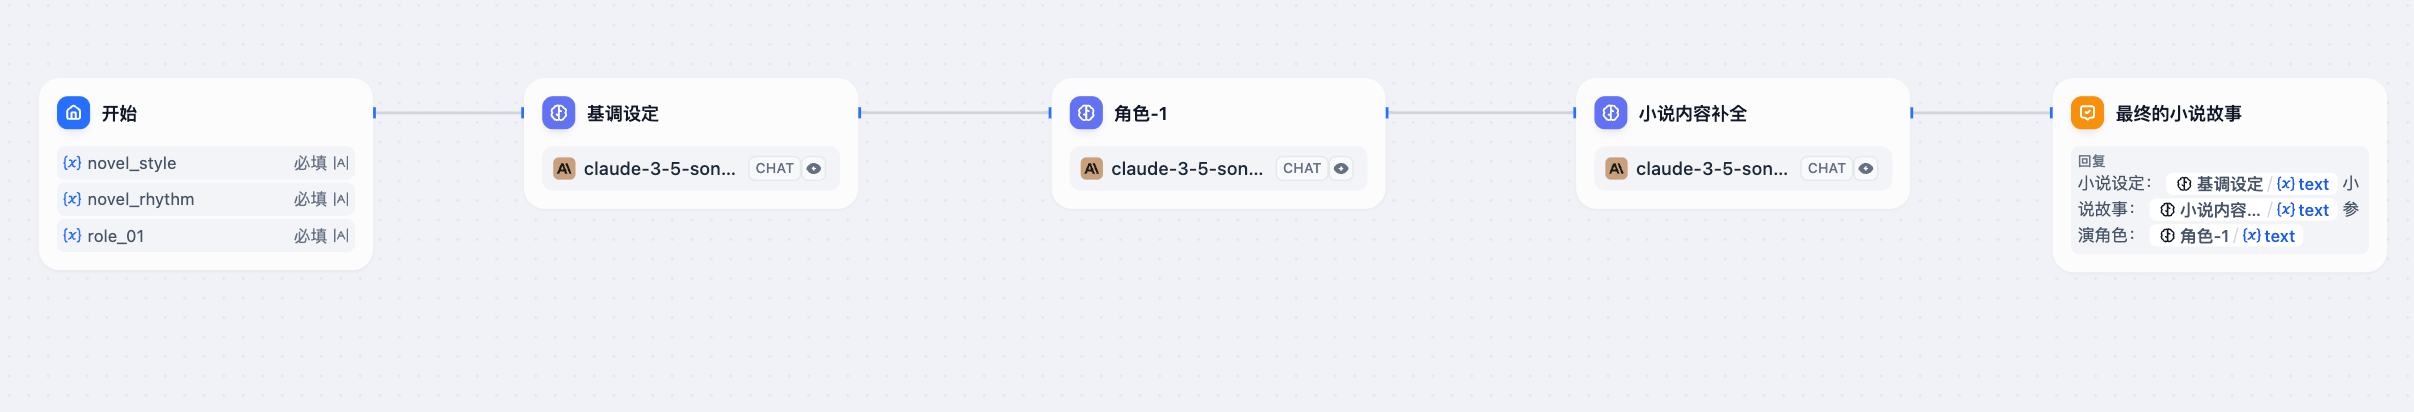 开始
{x} novel_style 必填
{x} novel_rhythm 必填
{x} role_01 必填
基调设定
claude-3-5-son... CHAT
角色-1
claude-3-5-son... CHAT
小说内容补全
claude-3-5-son... CHAT
最终的小说故事
回复
小说设定： 基调设定 / {x} text 小
说故事： 小说内容... / {x} text 参
演角色： 角色-1 / {x} text